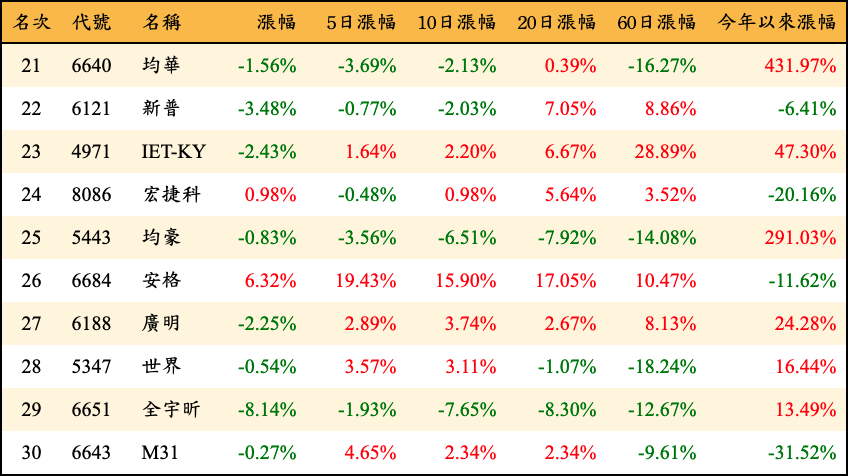 名次 代號 名稱 漲幅 5日漲幅 10日漲幅 20日漲幅 60日漲幅 今年以來漲幅
21 6640 均華 -1.56% -3.69% -2.13% 0.39% -16.27% 431.97%
22 6121 新普 -3.48% -0.77% -2.03% 7.05% 8.86% -6.41%
23 4971 IET-KY -2.43% 1.64% 2.20% 6.67% 28.89% 47.30%
24 8086 宏捷科 0.98% -0.48% 0.98% 5.64% 3.52% -20.16%
25 5443 均豪 -0.83% -3.56% -6.51% -7.92% -14.08% 291.03%
26 6684 安格 6.32% 19.43% 15.90% 17.05% 10.47% -11.62%
27 6188 廣明 -2.25% 2.89% 3.74% 2.67% 8.13% 24.28%
28 5347 世界 -0.54% 3.57% 3.11% -1.07% -18.24% 16.44%
29 6651 全宇昕 -8.14% -1.93% -7.65% -8.30% -12.67% 13.49%
30 6643 M31 -0.27% 4.65% 2.34% 2.34% -9.61% -31.52%